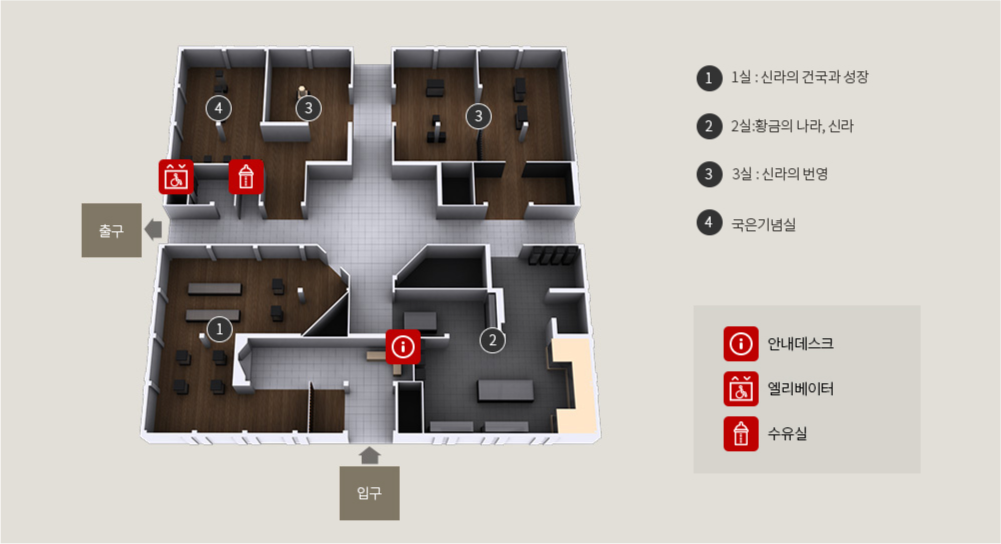 4
3
3
출구
1
2
입구
1 1실 : 신라의 건국과 성장
2 2실:황금의 나라, 신라
3 3실 : 신라의 번영
4 국은기념실
안내데스크
엘리베이터
수유실